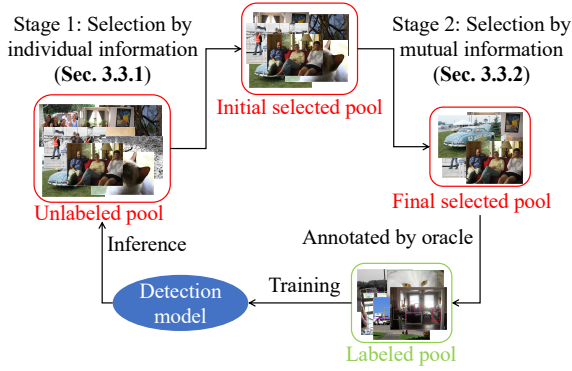 Stage 1: Selection by
individual information
(Sec. 3.3.1)
Initial selected pool
Stage 2: Selection by
mutual information
(Sec. 3.3.2)
Unlabeled pool
Final selected pool
Inference
Annotated by oracle
Detection
model
Training
Labeled pool